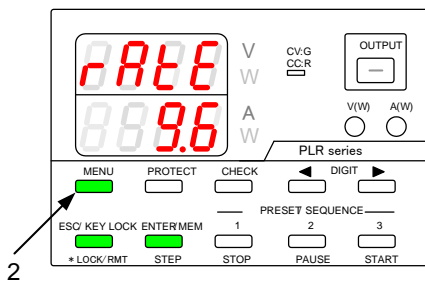 rAtE V
W
CV:G
CC:R
OUTPUT
9.6 A
W
V(W) A(W)
PLR series
MENU PROTECT CHECK ◄ DIGIT ►
PRESET/ SEQUENCE
ESC/ KEY LOCK ENTER/MEM 1 2 3
* LOCK/ RMT STEP STOP PAUSE START
2